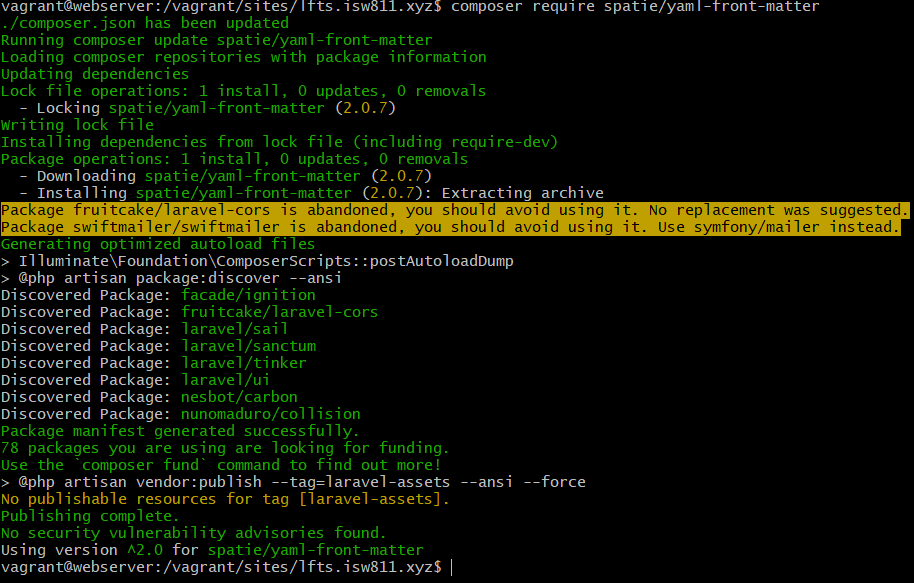 vagrant@webserver:/vagrant/sites/lfts.isw811.xyz$ composer require spatie/yaml-front-matter
./composer.json has been updated
Running composer update spatie/yaml-front-matter
Loading composer repositories with package information
Updating dependencies
Lock file operations: 1 install, 0 updates, 0 removals
  - Locking spatie/yaml-front-matter (2.0.7)
Writing lock file
Installing dependencies from lock file (including require-dev)
Package operations: 1 install, 0 updates, 0 removals
  - Downloading spatie/yaml-front-matter (2.0.7)
  - Installing spatie/yaml-front-matter (2.0.7): Extracting archive
Package fruitcake/laravel-cors is abandoned, you should avoid using it. No replacement was suggested.
Package swiftmailer/swiftmailer is abandoned, you should avoid using it. Use symfony/mailer instead.
Generating optimized autoload files
> Illuminate\Foundation\ComposerScripts::postAutoloadDump
> @php artisan package:discover --ansi
Discovered Package: facade/ignition
Discovered Package: fruitcake/laravel-cors
Discovered Package: laravel/sail
Discovered Package: laravel/sanctum
Discovered Package: laravel/tinker
Discovered Package: laravel/ui
Discovered Package: nesbot/carbon
Discovered Package: nunomaduro/collision
Package manifest generated successfully.
78 packages you are using are looking for funding.
Use the `composer fund` command to find out more!
> @php artisan vendor:publish --tag=laravel-assets --ansi --force
No publishable resources for tag [laravel-assets].
Publishing complete.
No security vulnerability advisories found.
Using version ^2.0 for spatie/yaml-front-matter
vagrant@webserver:/vagrant/sites/lfts.isw811.xyz$